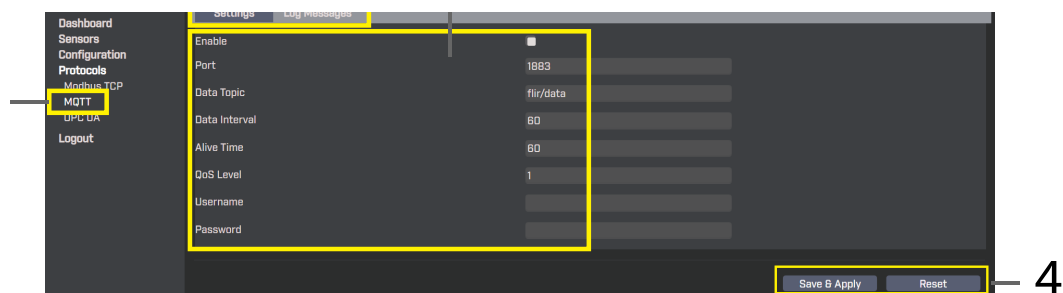 Settings Log Messages
Dashboard
Sensors
Configuration
Protocols
Modbus TCP
MQTT
OPC UA
Logout
Enable
Port 1883
Data Topic flir/data
Data Interval 60
Alive Time 60
QoS Level 1
Username
Password
Save & Apply Reset
4